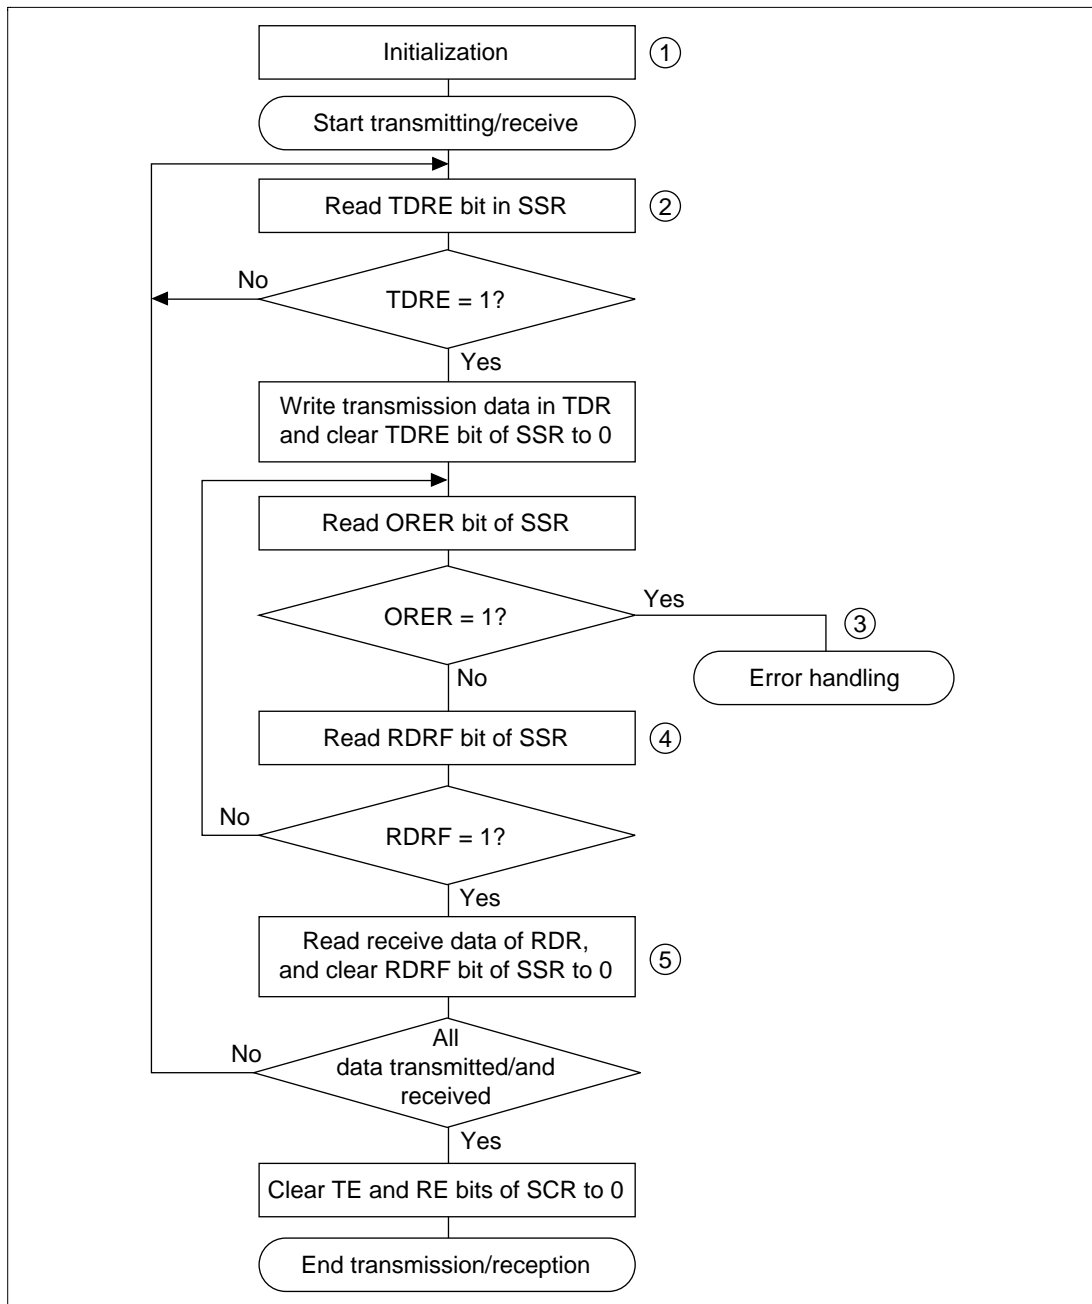 Initialization
1
Start transmitting/receive
Read TDRE bit in SSR
2
No
TDRE = 1?
Yes
Write transmission data in TDR
and clear TDRE bit of SSR to 0
Read ORER bit of SSR
ORER = 1?
Yes
3
Error handling
No
Read RDRF bit of SSR
4
No
RDRF = 1?
Yes
Read receive data of RDR,
and clear RDRF bit of SSR to 0
5
No
All
data transmitted/and
received
Yes
Clear TE and RE bits of SCR to 0
End transmission/reception